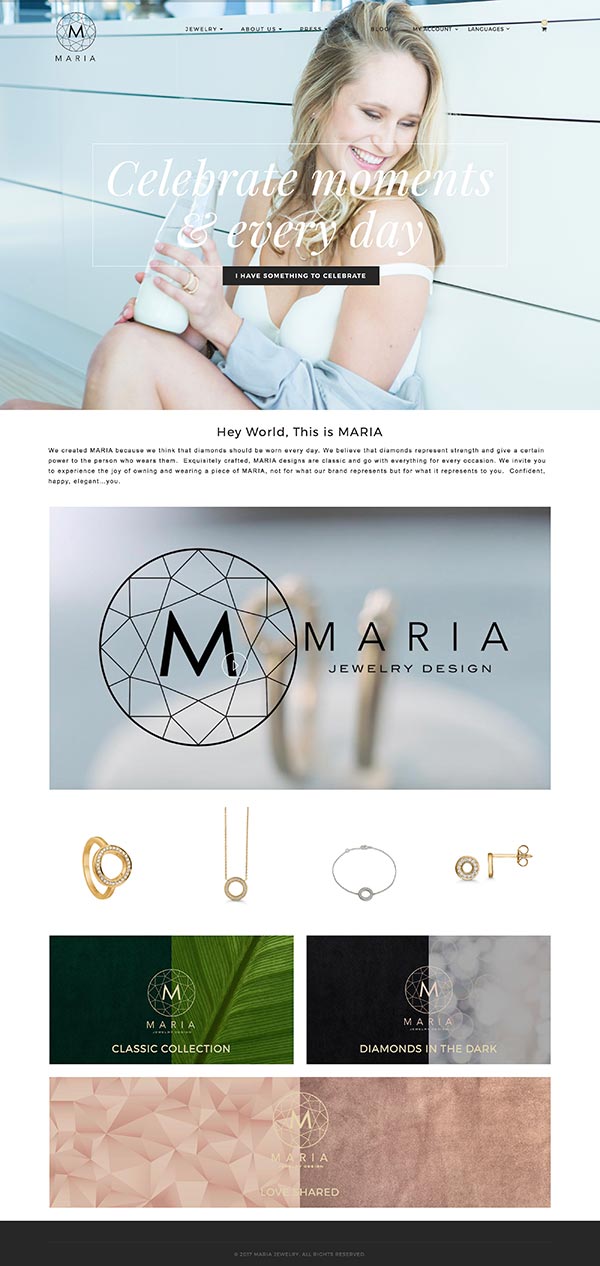 M
MARIA
JEWELRY ABOUT US PRESS BLOG MY ACCOUNT LANGUAGES
Celebrate moments
& every day
I HAVE SOMETHING TO CELEBRATE
Hey World, This is MARIA
We created MARIA because we think that diamonds should be worn every day. We believe that diamonds represent strength and give a certain
power to the person who wears them. Exquisitely crafted, MARIA designs are classic and go with everything for every occasion. We invite you
to experience the joy of owning and wearing a piece of MARIA, not for what our brand represents but for what it represents to you. Confident,
happy, elegant...you.
M MARIA
JEWELRY DESIGN
M
MARIA
JEWELRY DESIGN
CLASSIC COLLECTION
M
MARIA
JEWELRY DESIGN
DIAMONDS IN THE DARK
M
MARIA
JEWELRY DESIGN
LOVE SHARED
© 2017 MARIA JEWELRY. ALL RIGHTS RESERVED.